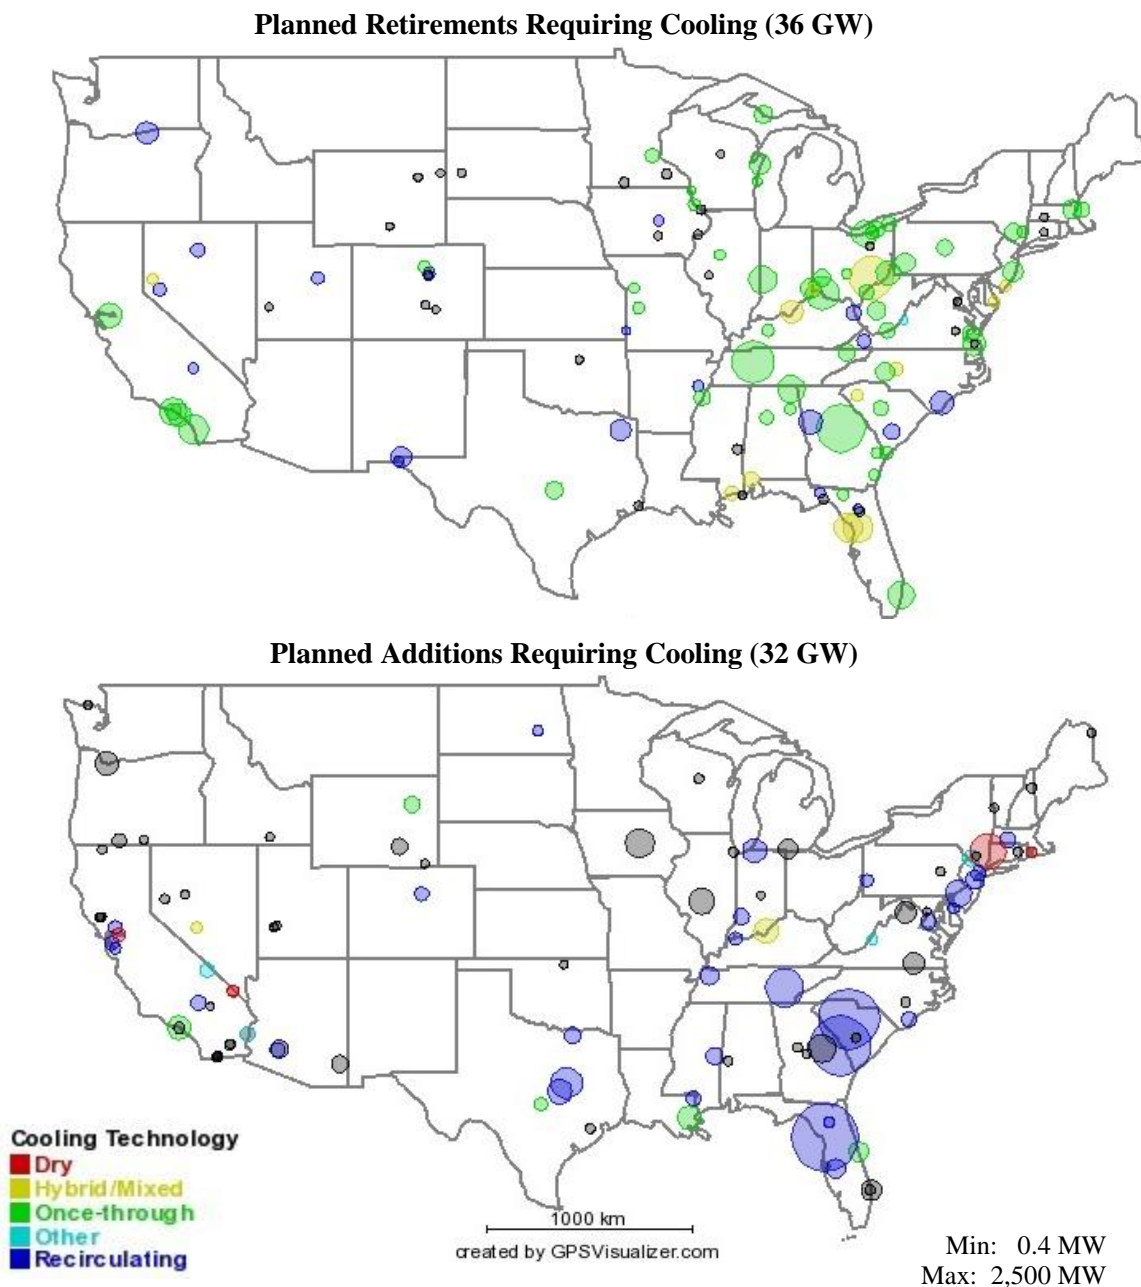 Planned Retirements Requiring Cooling (36 GW)
Planned Additions Requiring Cooling (32 GW)
Cooling Technology
Dry
Hybrid/Mixed
Once-through
Other
Recirculating
1000 km
created by GPSVisualizer.com
Min: 0.4 MW
Max: 2,500 MW